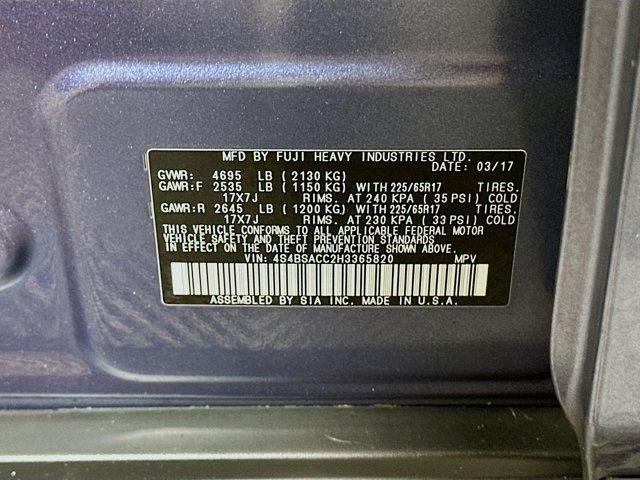 MFD BY FUJI HEAVY INDUSTRIES LTD.
DATE: 03/17
GVWR: 4695 LB ( 2130 KG)
GAWR:F 2535 LB ( 1150 KG) WITH 225/65R17 TIRES.
17X7J RIMS. AT 240 KPA ( 35 PSI) COLD
GAWR:R 2645 LB ( 1200 KG) WITH 225/65R17 TIRES.
17X7J RIMS. AT 230 KPA ( 33 PSI) COLD
THIS VEHICLE CONFORMS TO ALL APPLICABLE FEDERAL MOTOR
VEHICLE SAFETY AND THEFT PREVENTION STANDARDS
IN EFFECT ON THE DATE OF MANUFACTURE SHOWN ABOVE.
VIN: 4S4BSACC2H3365820 MPV
ASSEMBLED BY SIA INC. MADE IN U.S.A.